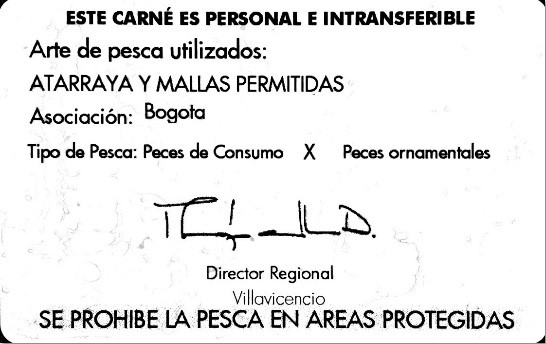 ESTE CARNÉ ES PERSONAL E INTRANSFERIBLE
Arte de pesca utilizados:
ATARRAYA Y MALLAS PERMITIDAS
Asociación: Bogota
Tipo de Pesca: Peces de Consumo X Peces ornamentales
Director Regional
Villavicencio
SE PROHIBE LA PESCA EN AREAS PROTEGIDAS